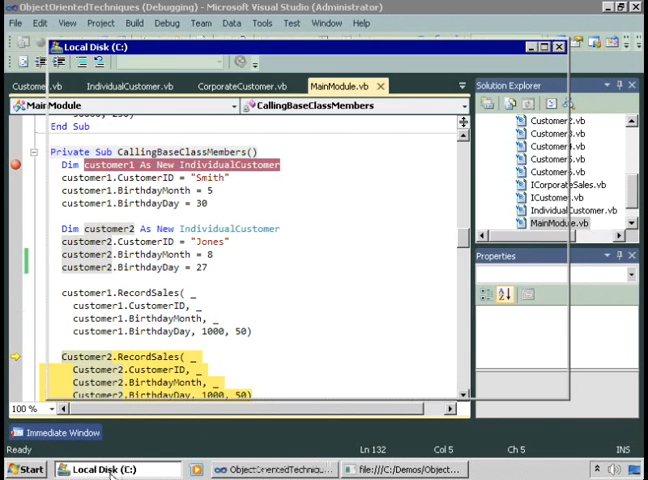 ObjectOrientedTechniques (Debugging) - Microsoft Visual Studio (Administrator)
File Edit View Project Build Debug Team Data Tools Test Window Help
Local Disk (C:)
Customer.vb IndividualCustomer.vb CorporateCustomer.vb MainModule.vb
MainModule CallingBaseClassMembers
End Sub
Private Sub CallingBaseClassMembers()
Dim customer1 As New IndividualCustomer
customer1.CustomerID = "Smith"
customer1.BirthdayMonth = 5
customer1.BirthdayDay = 30
Dim customer2 As New IndividualCustomer
customer2.CustomerID = "Jones"
customer2.BirthdayMonth = 8
customer2.BirthdayDay = 27
customer1.RecordSales( _
customer1.CustomerID, _
customer1.BirthdayMonth, _
customer1.BirthdayDay, 1000, 50)
Customer2.RecordSales( _
Customer2.CustomerID, _
Customer2.BirthdayMonth, _
Customer2.BirthdayDay, 1000, 50)
100 %
Solution Explorer
Customer2.vb
Customer3.vb
Customer4.vb
Customer5.vb
Customer6.vb
ICorporateSales.vb
ICustomer.vb
IndividualCustomer.vb
MainModule.vb
Properties
Immediate Window
Ready Ln 132 Col 5 Ch 5 INS
Start Local Disk (C:) ObjectOrientedTechniqu... file:///C:/Demos/Object...